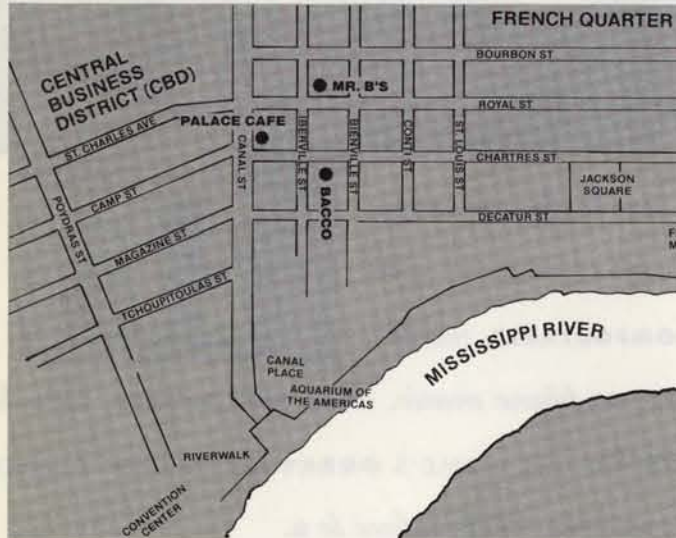 FRENCH QUARTER
BOURBON ST
CENTRAL
BUSINESS
DISTRICT (CBD)
MR. B'S
ROYAL ST
PALACE CAFE
ST. CHARLES AVE
CANAL ST
IBERVILLE ST
BIENVILLE ST
CONTI ST
ST. LOUIS ST
CHARTRES ST
JACKSON
SQUARE
BACCO
CAMP ST
POYDRAS ST
DECATUR ST
MAGAZINE ST
TCHOUPITOULAS ST
MISSISSIPPI RIVER
CANAL
PLACE
AQUARIUM OF
THE AMERICAS
RIVERWALK
CONVENTION
CENTER